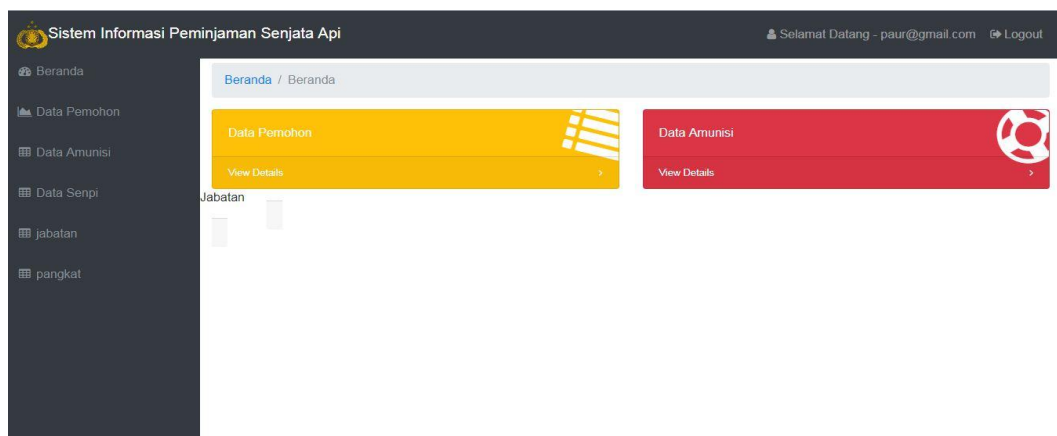 Sistem Informasi Peminjaman Senjata Api
Selamat Datang - paur@gmail.com Logout
Beranda
Data Pemohon
Data Amunisi
Data Senpi
jabatan
pangkat
Beranda / Beranda
Data Pemohon
View Details
Data Amunisi
View Details
Jabatan